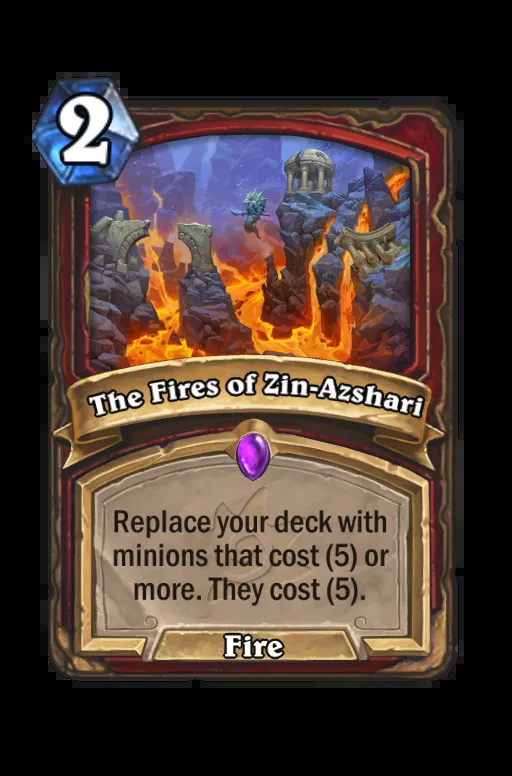 2
The Fires of Zin-Azshari
Replace your deck with
minions that cost (5) or
more. They cost (5).
Fire